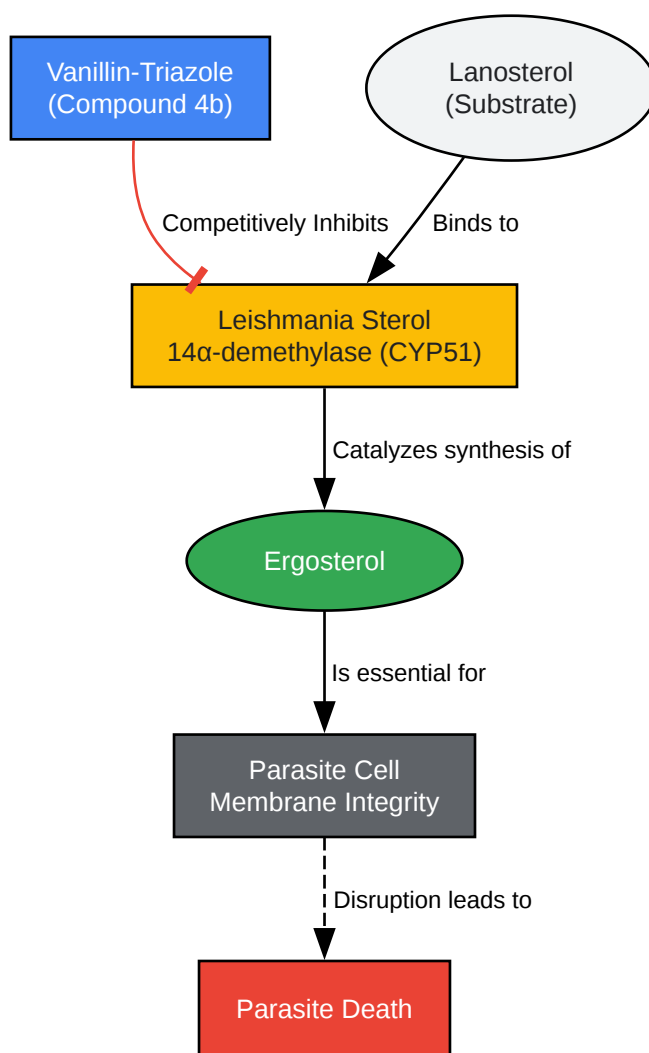 Vanillin-Triazole
(Compound 4b)
Lanosterol
(Substrate)
Competitively Inhibits
Binds to
Leishmania Sterol
14α-demethylase (CYP51)
Catalyzes synthesis of
Ergosterol
Is essential for
Parasite Cell
Membrane Integrity
Disruption leads to
Parasite Death